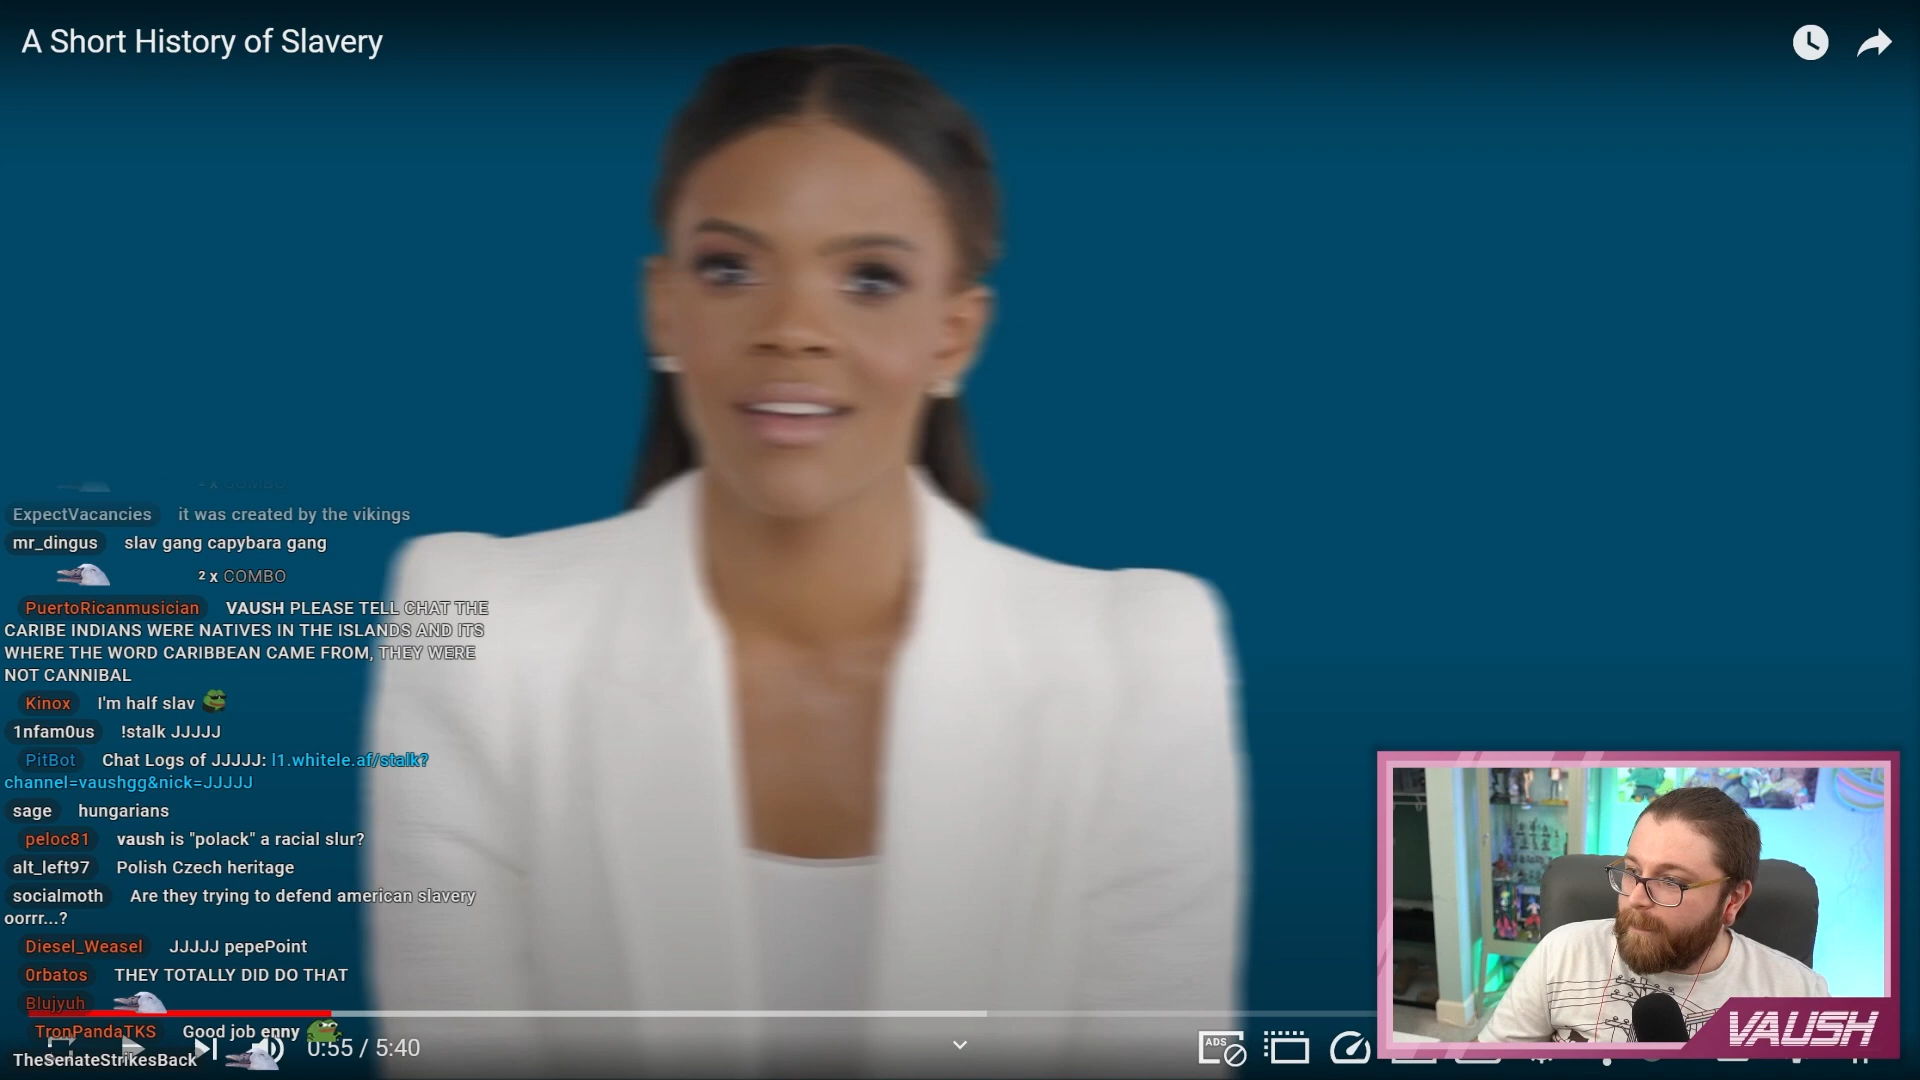 A Short History of Slavery
2 x COMBO
ExpectVacancies it was created by the vikings
mr_dingus slav gang capybara gang
2 x COMBO
PuertoRicanmusician VAUSH PLEASE TELL CHAT THE
CARIBE INDIANS WERE NATIVES IN THE ISLANDS AND ITS
WHERE THE WORD CARIBBEAN CAME FROM, THEY WERE
NOT CANNIBAL
Kinox I'm half slav
1nfam0us !stalk JJJJJ
PitBot Chat Logs of JJJJJ: l1.whitele.af/stalk?
channel=vaushgg&nick=JJJJJ
sage hungarians
peloc81 vaush is "polack" a racial slur?
alt_left97 Polish Czech heritage
socialmoth Are they trying to defend american slavery
oorrr...?
Diesel_Weasel JJJJJ pepePoint
0rbatos THEY TOTALLY DID DO THAT
Blujyuh
TronPandaTKS Good job enny
TheSenateStrikesBack
0:55 / 5:40
ADS
VAUSH